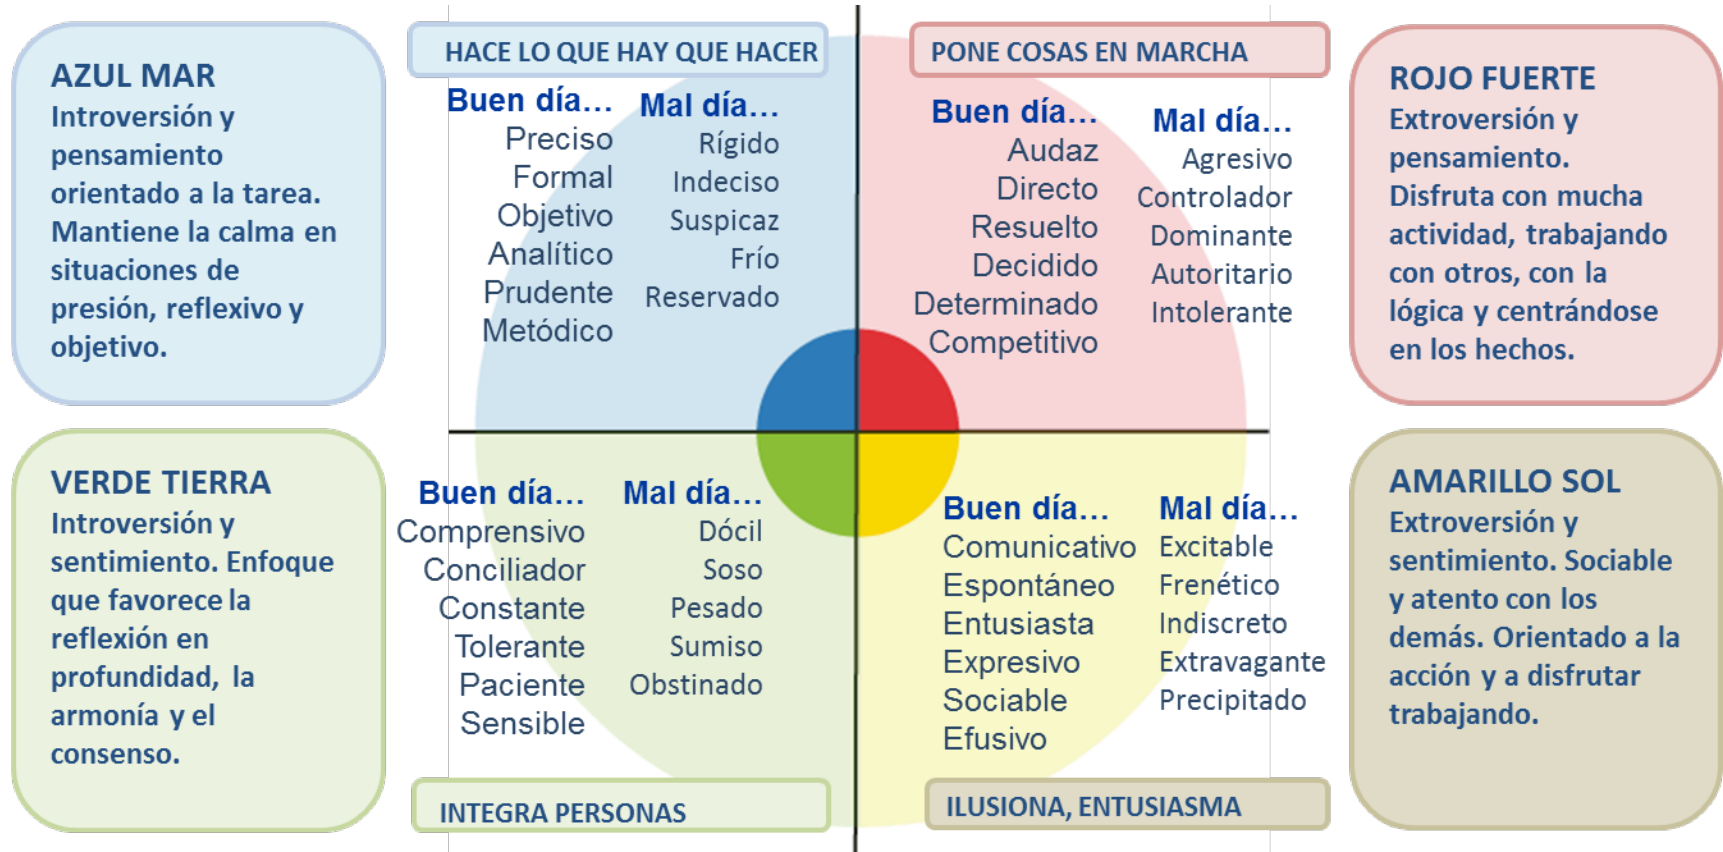 AZUL MAR
Introversión y
pensamiento
orientado a la tarea.
Mantiene la calma en
situaciones de
presión, reflexivo y
objetivo.
HACE LO QUE HAY QUE HACER
Buen día…
Preciso
Formal
Objetivo
Analítico
Prudente
Metódico
Mal día…
Rígido
Indeciso
Suspicaz
Frío
Reservado
PONE COSAS EN MARCHA
Buen día…
Audaz
Directo
Resuelto
Decidido
Determinado
Competitivo
Mal día…
Agresivo
Controlador
Dominante
Autoritario
Intolerante
ROJO FUERTE
Extroversión y
pensamiento.
Disfruta con mucha
actividad, trabajando
con otros, con la
lógica y centrándose
en los hechos.
VERDE TIERRA
Introversión y
sentimiento. Enfoque
que favorece la
reflexión en
profundidad, la
armonía y el
consenso.
Buen día…
Comprensivo
Conciliador
Constante
Tolerante
Paciente
Sensible
Mal día…
Dócil
Soso
Pesado
Sumiso
Obstinado
INTEGRA PERSONAS
Buen día…
Comunicativo
Espontáneo
Entusiasta
Expresivo
Sociable
Efusivo
Mal día…
Excitable
Frenético
Indiscreto
Extravagante
Precipitado
ILUSIONA, ENTUSIASMA
AMARILLO SOL
Extroversión y
sentimiento. Sociable
y atento con los
demás. Orientado a la
acción y a disfrutar
trabajando.